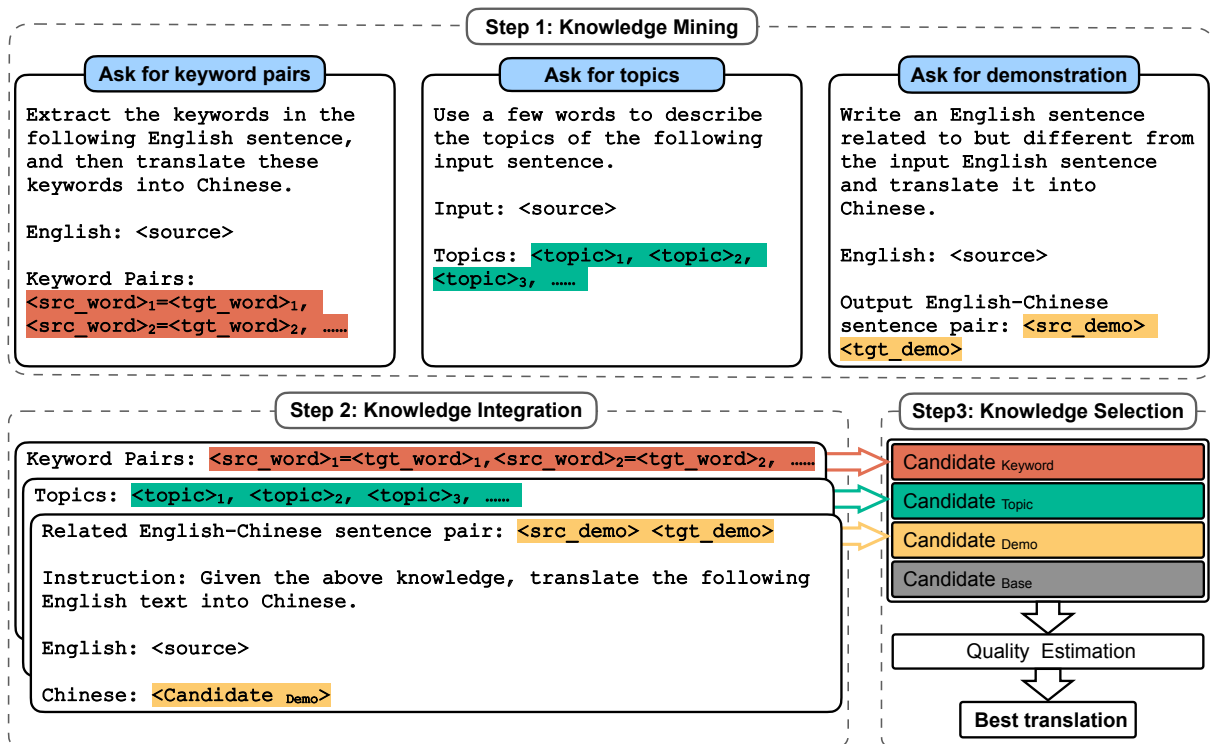 Step 1: Knowledge Mining
Ask for keyword pairs
Extract the keywords in the
following English sentence,
and then translate these
keywords into Chinese.
English: <source>
Keyword Pairs:
<src_word>₁=<tgt_word>₁,
<src_word>₂=<tgt_word>₂, ……
Ask for topics
Use a few words to describe
the topics of the following
input sentence.
Input: <source>
Topics: <topic>₁, <topic>₂,
<topic>₃, ……
Ask for demonstration
Write an English sentence
related to but different from
the input English sentence
and translate it into
Chinese.
English: <source>
Output English-Chinese
sentence pair: <src_demo>
<tgt_demo>
Step 2: Knowledge Integration
Keyword Pairs: <src_word>₁=<tgt_word>₁,<src_word>₂=<tgt_word>₂, ……
Topics: <topic>₁, <topic>₂, <topic>₃, ……
Related English-Chinese sentence pair: <src_demo> <tgt_demo>
Instruction: Given the above knowledge, translate the following
English text into Chinese.
English: <source>
Chinese: <Candidate Demo>
Step3: Knowledge Selection
Candidate Keyword
Candidate Topic
Candidate Demo
Candidate Base
Quality Estimation
Best translation